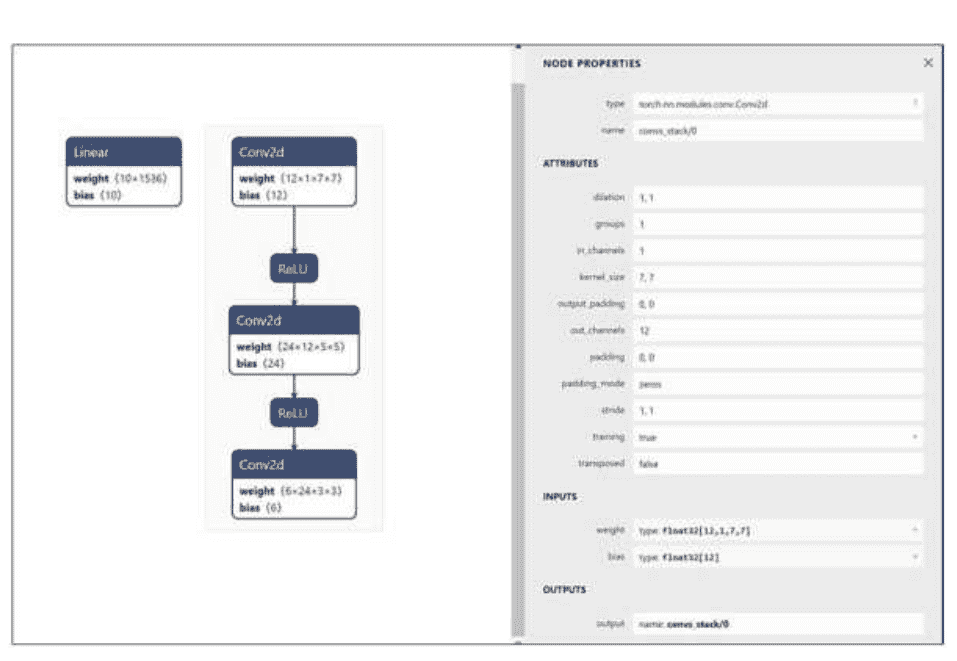 Linear
weight (10×1536)
bias (10)
Conv2d
weight (12×1×7×7)
bias (12)
ReLU
Conv2d
weight (24×12×5×5)
bias (24)
ReLU
Conv2d
weight (6×24×3×3)
bias (6)
NODE PROPERTIES ×
type torch.nn.modules.conv.Conv2d ?
name convs_stack/0
ATTRIBUTES
dilation 1, 1
groups 1
in_channels 1
kernel_size 7, 7
output_padding 0, 0
out_channels 12
padding 0, 0
padding_mode zeros
stride 1, 1
training true
transposed false
INPUTS
weight type: float32[12,1,7,7] +
bias type: float32[12] +
OUTPUTS
output name: convs_stack/0